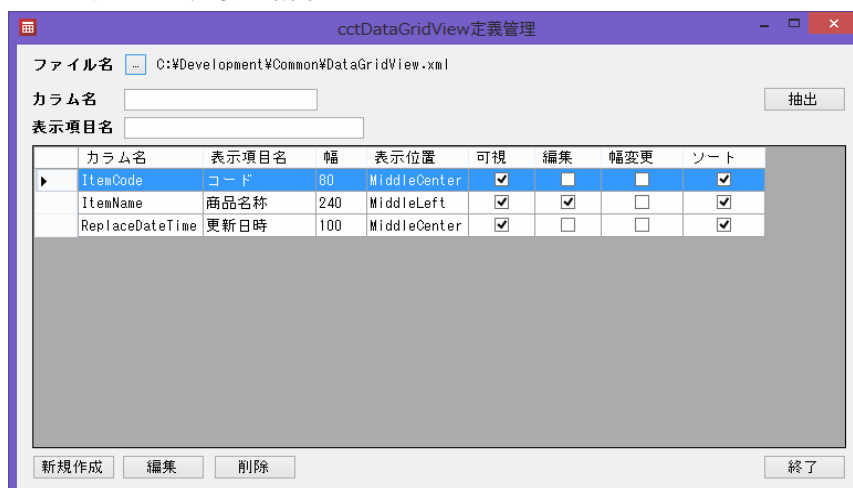 cctDataGridView定義管理
ファイル名 ... C:¥Development¥Common¥DataGridView.xml
カラム名 抽出
表示項目名
カラム名 表示項目名 幅 表示位置 可視 編集 幅変更 ソート
ItemCode コード 80 MiddleCenter
ItemName 商品名称 240 MiddleLeft
ReplaceDateTime 更新日時 100 MiddleCenter
新規作成 編集 削除 終了